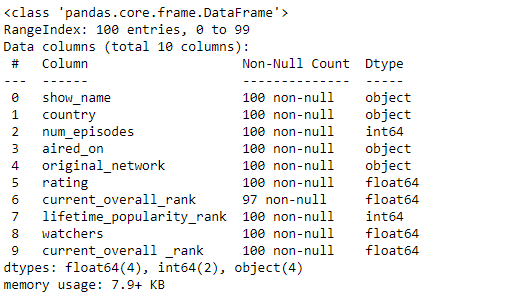 <class 'pandas.core.frame.DataFrame'>
RangeIndex: 100 entries, 0 to 99
Data columns (total 10 columns):
 #   Column                   Non-Null Count  Dtype
---  ------                   --------------  -----
 0   show_name                100 non-null    object
 1   country                  100 non-null    object
 2   num_episodes             100 non-null    int64
 3   aired_on                 100 non-null    object
 4   original_network         100 non-null    object
 5   rating                   100 non-null    float64
 6   current_overall_rank     97 non-null     float64
 7   lifetime_popularity_rank 100 non-null    int64
 8   watchers                 100 non-null    float64
 9   current_overall _rank    100 non-null    float64
dtypes: float64(4), int64(2), object(4)
memory usage: 7.9+ KB